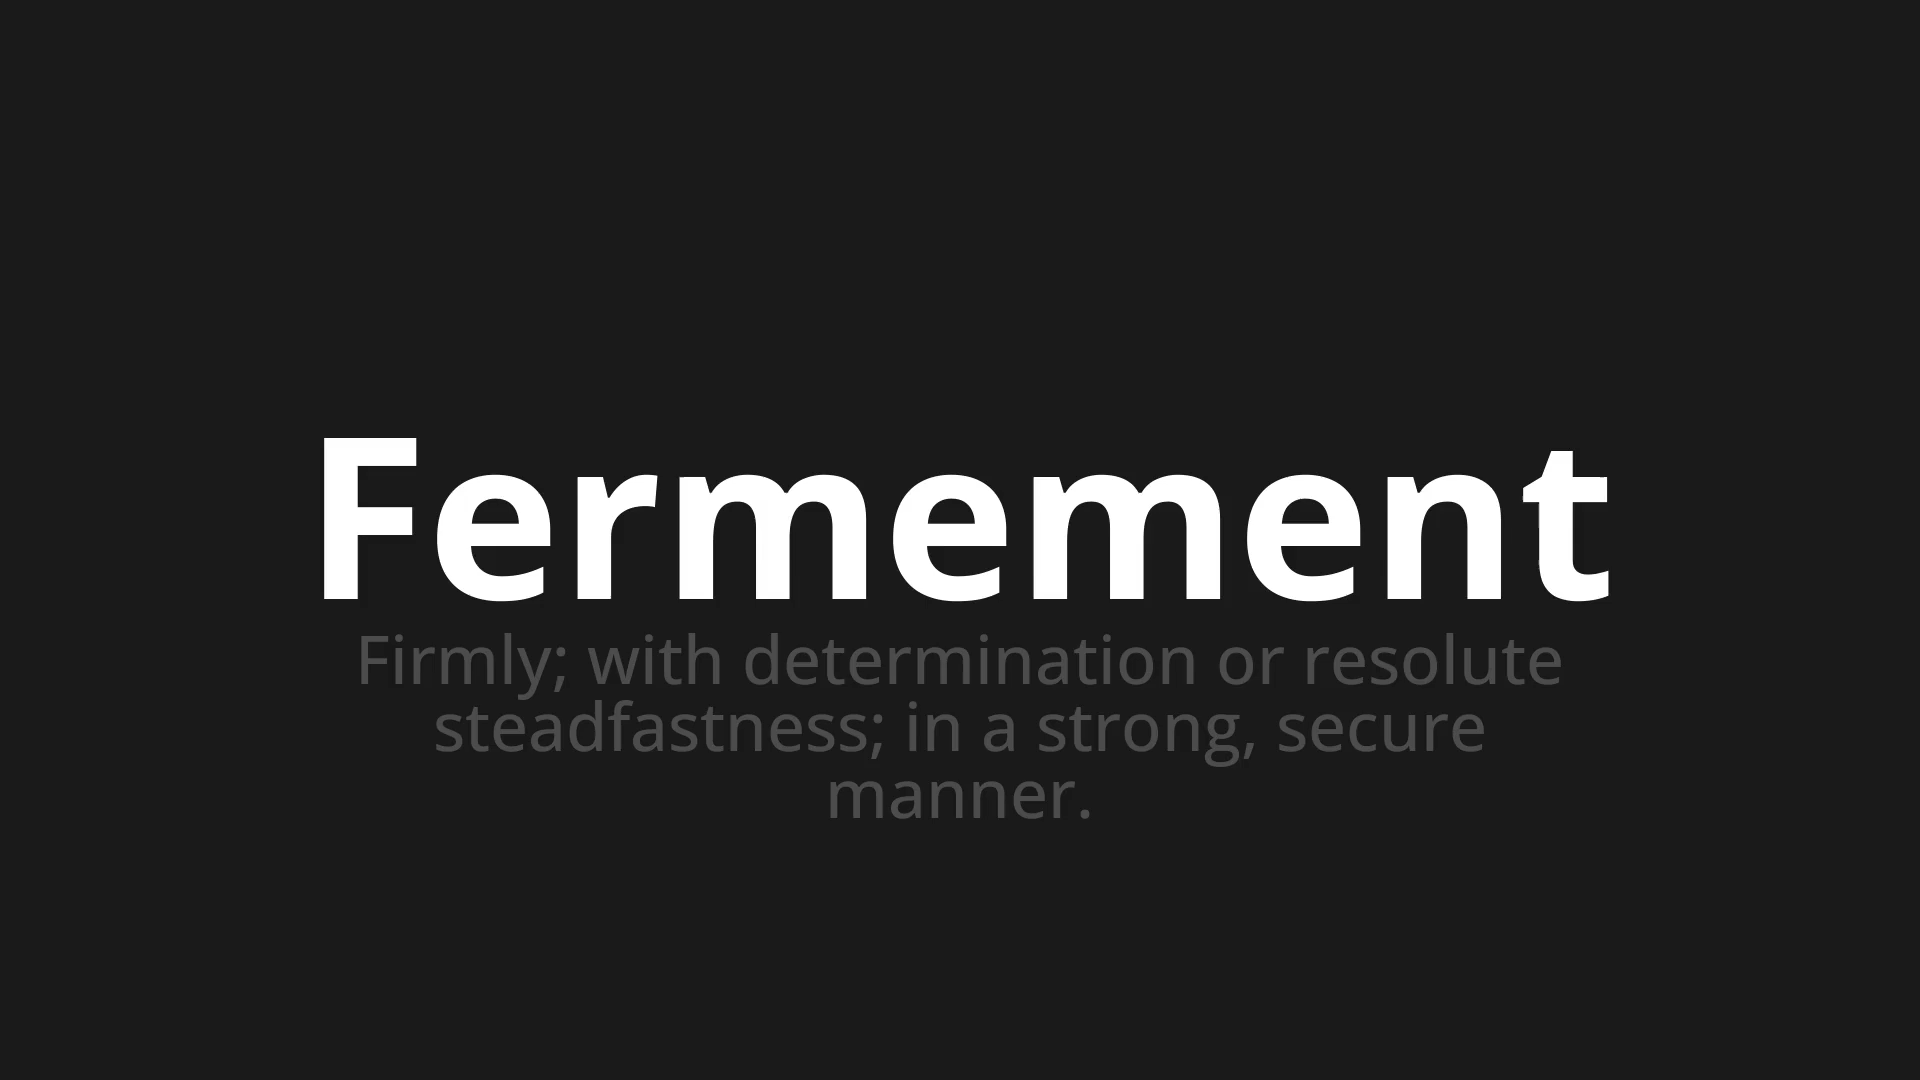 Fermement
Firmly; with determination or resolute
steadfastness; in a strong, secure
manner.